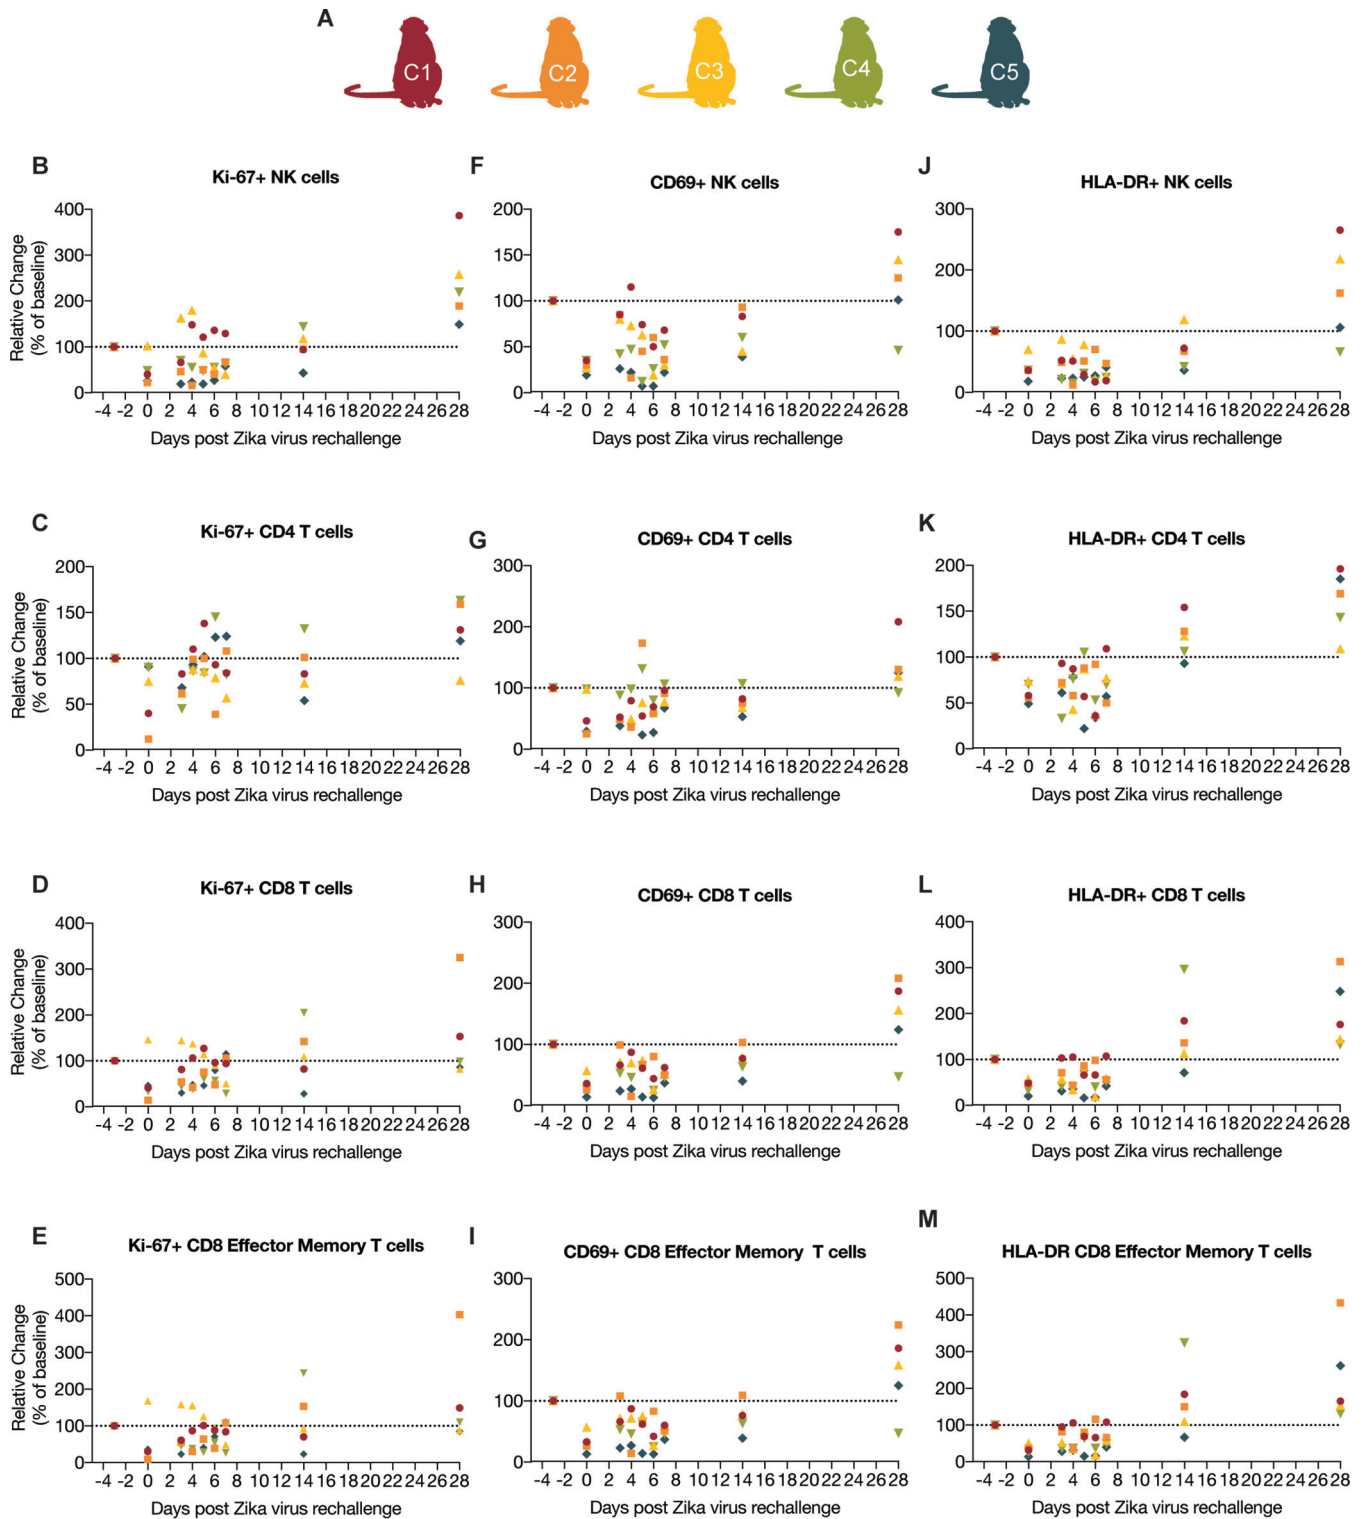 A
C1 C2 C3 C4 C5
B
Ki-67+ NK cells
Relative Change
(% of baseline)
400
300
200
100
0
-4 -2 0 2 4 6 8 10 12 14 16 18 20 22 24 26 28
Days post Zika virus rechallenge
F
CD69+ NK cells
200
150
100
50
0
-4 -2 0 2 4 6 8 10 12 14 16 18 20 22 24 26 28
Days post Zika virus rechallenge
J
HLA-DR+ NK cells
300
200
100
0
-4 -2 0 2 4 6 8 10 12 14 16 18 20 22 24 26 28
Days post Zika virus rechallenge
C
Ki-67+ CD4 T cells
Relative Change
(% of baseline)
200
150
100
50
0
-4 -2 0 2 4 6 8 10 12 14 16 18 20 22 24 26 28
Days post Zika virus rechallenge
G
CD69+ CD4 T cells
300
200
100
0
-4 -2 0 2 4 6 8 10 12 14 16 18 20 22 24 26 28
Days post Zika virus rechallenge
K
HLA-DR+ CD4 T cells
200
150
100
50
0
-4 -2 0 2 4 6 8 10 12 14 16 18 20 22 24 26 28
Days post Zika virus rechallenge
D
Ki-67+ CD8 T cells
Relative Change
(% of baseline)
400
300
200
100
0
-4 -2 0 2 4 6 8 10 12 14 16 18 20 22 24 26 28
Days post Zika virus rechallenge
H
CD69+ CD8 T cells
300
200
100
0
-4 -2 0 2 4 6 8 10 12 14 16 18 20 22 24 26 28
Days post Zika virus rechallenge
L
HLA-DR+ CD8 T cells
400
300
200
100
0
-4 -2 0 2 4 6 8 10 12 14 16 18 20 22 24 26 28
Days post Zika virus rechallenge
E
Ki-67+ CD8 Effector Memory T cells
Relative Change
(% of baseline)
500
400
300
200
100
0
-4 -2 0 2 4 6 8 10 12 14 16 18 20 22 24 26 28
Days post Zika virus rechallenge
I
CD69+ CD8 Effector Memory T cells
300
200
100
0
-4 -2 0 2 4 6 8 10 12 14 16 18 20 22 24 26 28
Days post Zika virus rechallenge
M
HLA-DR CD8 Effector Memory T cells
500
400
300
200
100
0
-4 -2 0 2 4 6 8 10 12 14 16 18 20 22 24 26 28
Days post Zika virus rechallenge